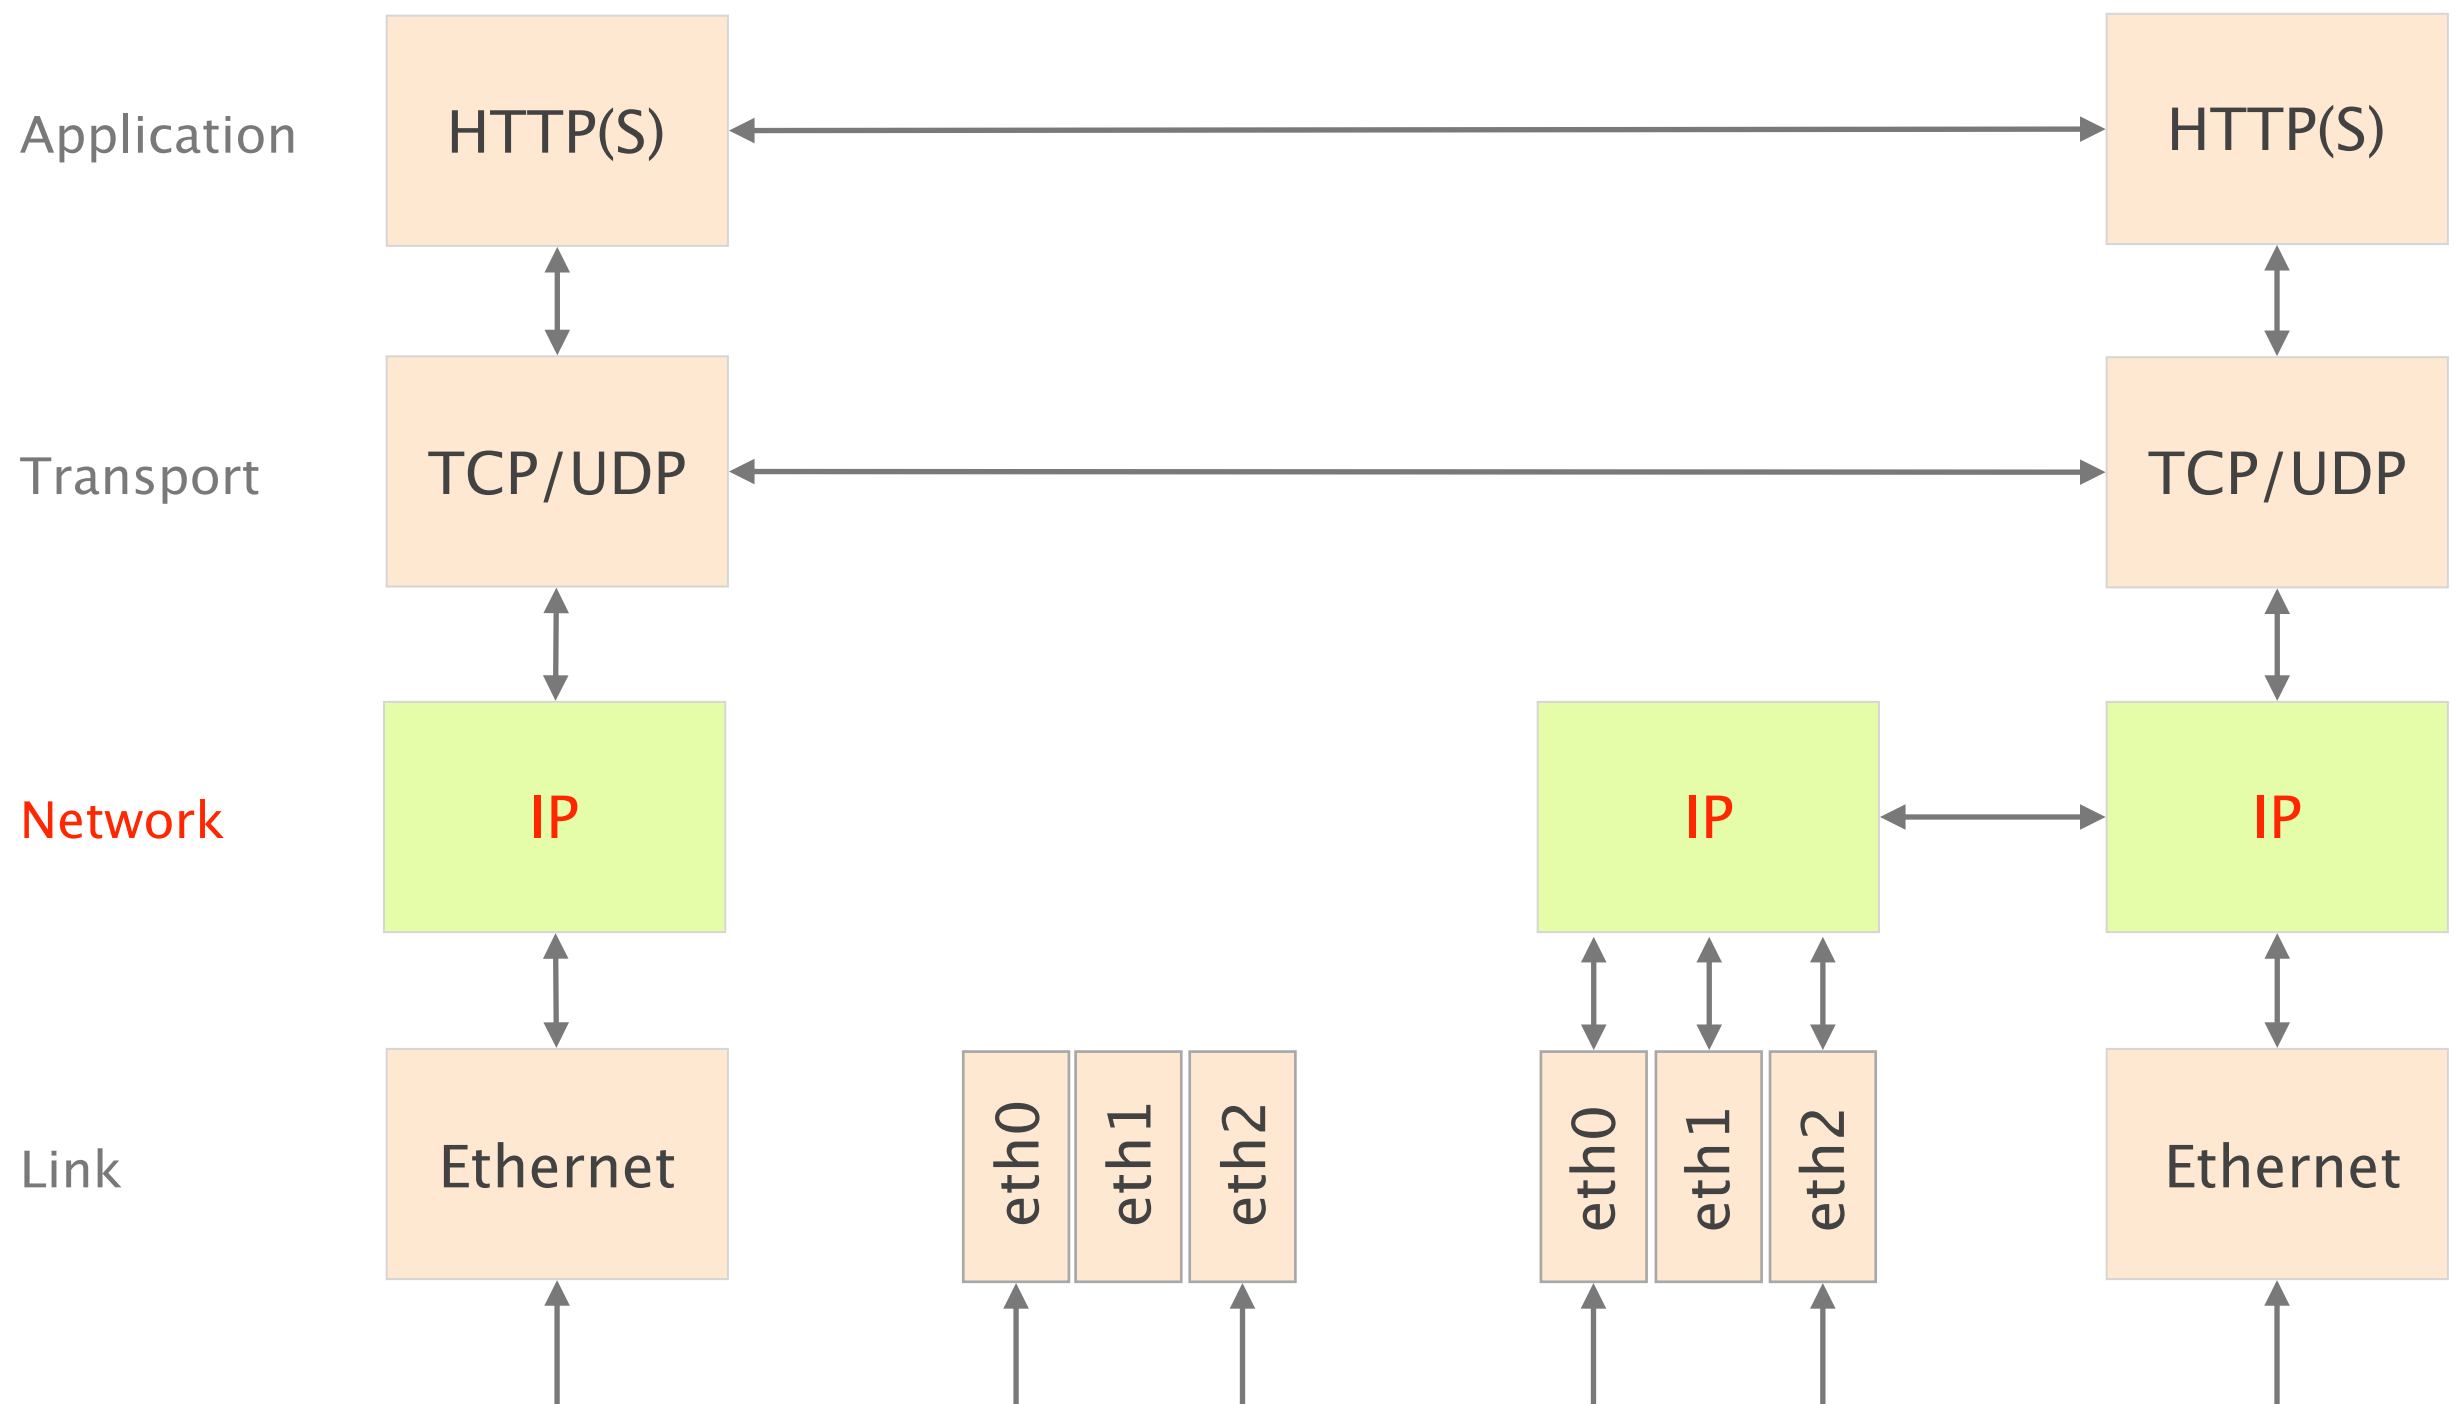 Application
HTTP(S)
HTTP(S)
Transport
TCP/UDP
TCP/UDP
Network
IP
IP
IP
Link
Ethernet
eth0
eth1
eth2
eth0
eth1
eth2
Ethernet